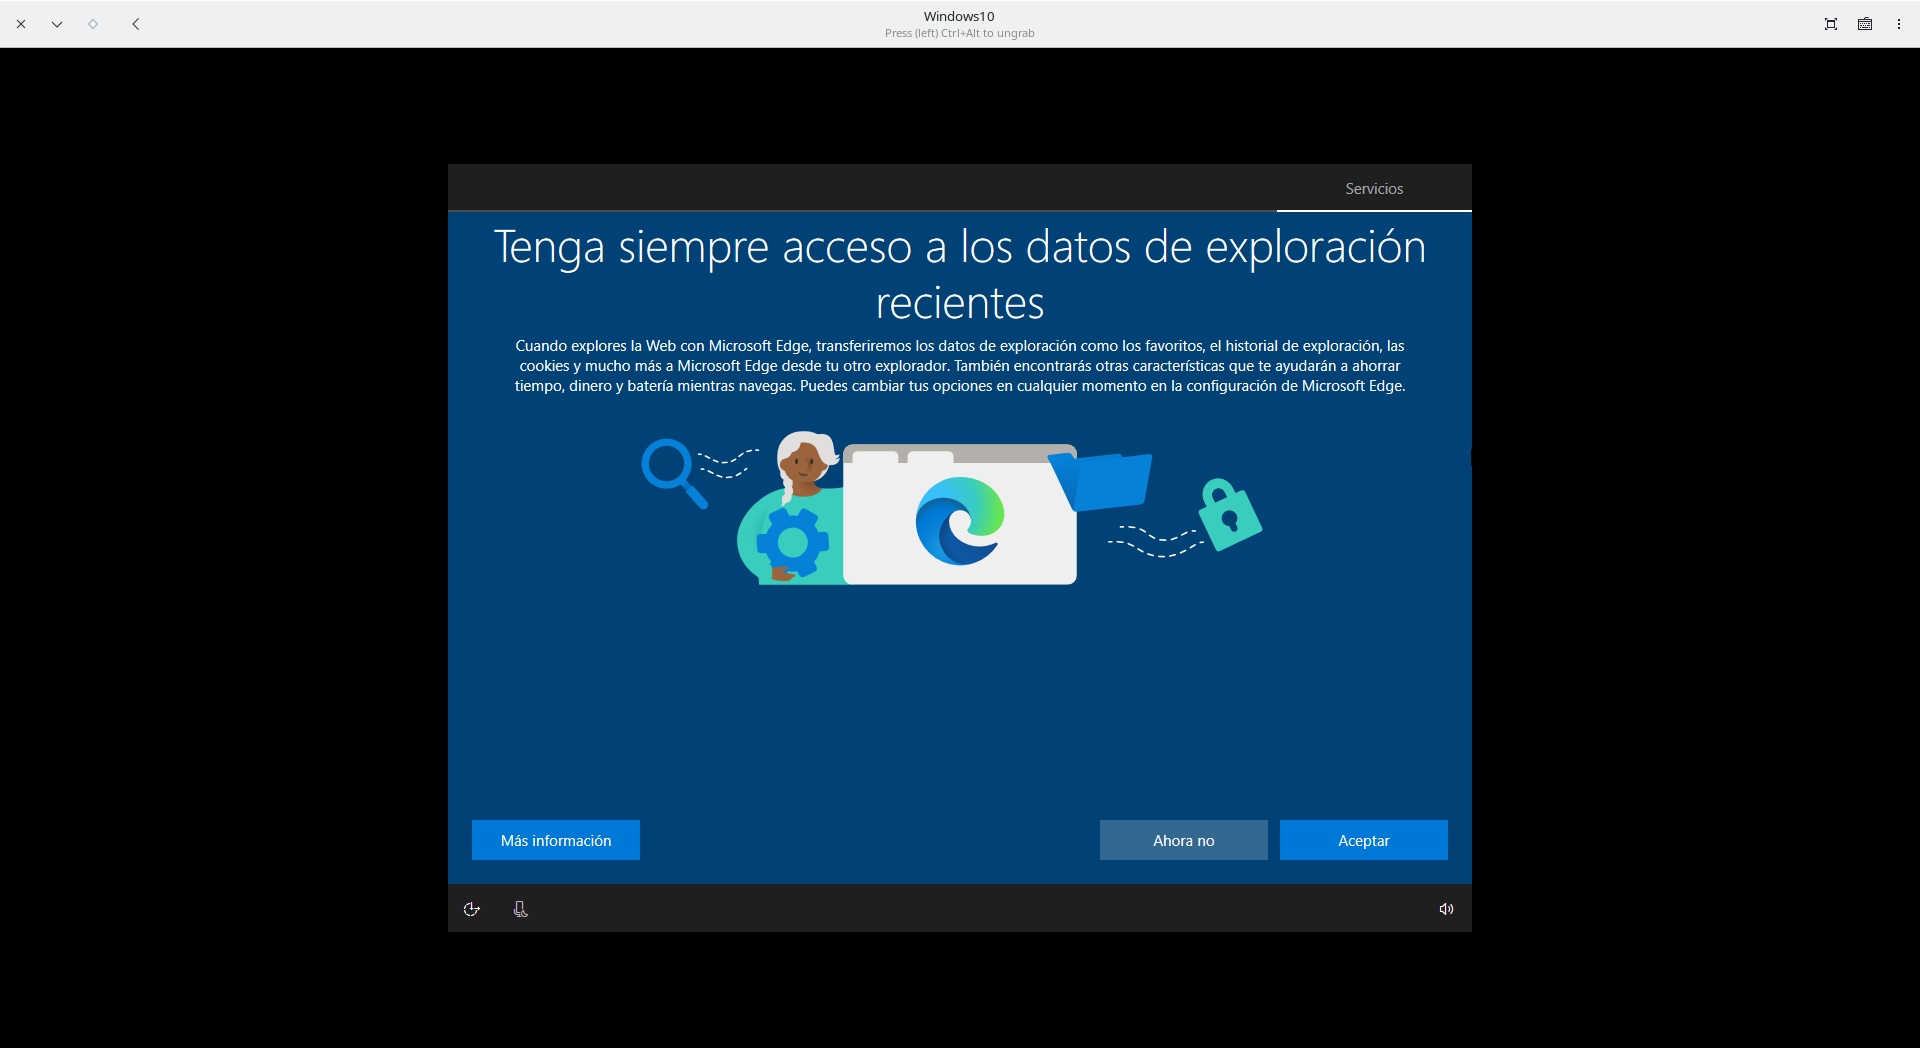 Windows10
Press (left) Ctrl+Alt to ungrab
Servicios
Tenga siempre acceso a los datos de exploración
recientes
Cuando explores la Web con Microsoft Edge, transferiremos los datos de exploración como los favoritos, el historial de exploración, las
cookies y mucho más a Microsoft Edge desde tu otro explorador. También encontrarás otras características que te ayudarán a ahorrar
tiempo, dinero y batería mientras navegas. Puedes cambiar tus opciones en cualquier momento en la configuración de Microsoft Edge.
Más información
Ahora no
Aceptar